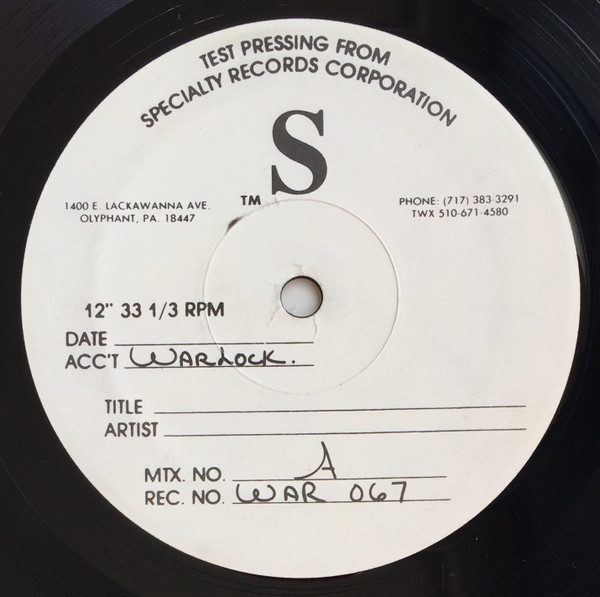 TEST PRESSING FROM
SPECIALTY RECORDS CORPORATION
S
TM
1400 E. LACKAWANNA AVE.
OLYPHANT, PA. 18447
PHONE: (717) 383-3291
TWX 510-671-4580
12" 33 1/3 RPM
DATE
ACC'T WARLOCK.
TITLE
ARTIST
MTX. NO. A
REC. NO. WAR 067